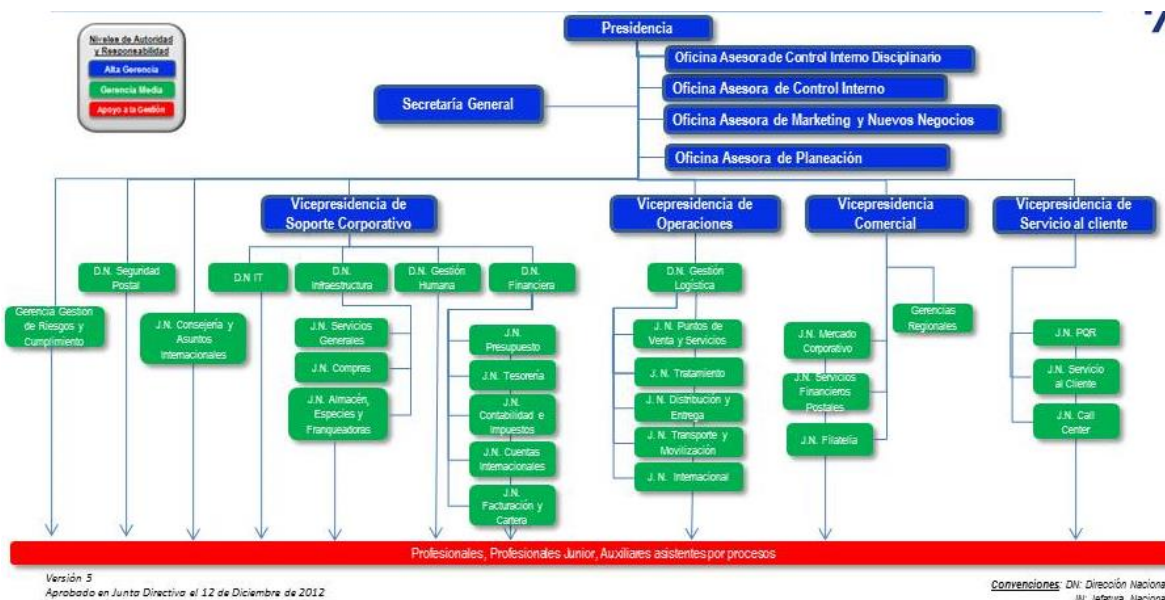 Presidencia
Niveles de Autoridad
y Responsabilidad
Alta Gerencia
Gerencia Media
Apoyo a la Gestión
Oficina Asesora de Control Interno Disciplinario
Oficina Asesora de Control Interno
Secretaría General
Oficina Asesora de Marketing y Nuevos Negocios
Oficina Asesora de Planeación
Vicepresidencia de
Soporte Corporativo
Vicepresidencia de
Operaciones
Vicepresidencia
Comercial
Vicepresidencia de
Servicio al cliente
D.N. Seguridad
Postal
D.N IT
D.N.
Infraestructura
D.N. Gestión
Humana
D.N.
Financiera
D.N. Gestión
Logística
Gerencia Gestión
de Riesgos y
Cumplimiento
J.N. Consejería y
Asuntos
Internacionales
J.N. Servicios
Generales
J.N. Compras
J.N. Almacén,
Especies y
Franqueadoras
J.N.
Presupuesto
J.N. Tesorería
J.N.
Contabilidad e
Impuestos
J.N. Cuentas
Internacionales
J.N.
Facturación y
Cartera
J.N. Puntos de
Venta y Servicios
J.N. Tratamiento
J.N. Distribución y
Entrega
J.N. Transporte y
Movilización
J. N. Internacional
J.N. Mercado
Corporativo
J.N. Servicios
Financieros
Postales
J.N. Filatelia
Gerencias
Regionales
J.N. PQR
J.N. Servicio
al Cliente
J.N. Call
Center
Profesionales, Profesionales Junior, Auxiliares asistentes por procesos
Versión 5
Aprobado en Junta Directiva el 12 de Diciembre de 2012
Convenciones: DN: Dirección Naciona
JN: Jefatura Naciona